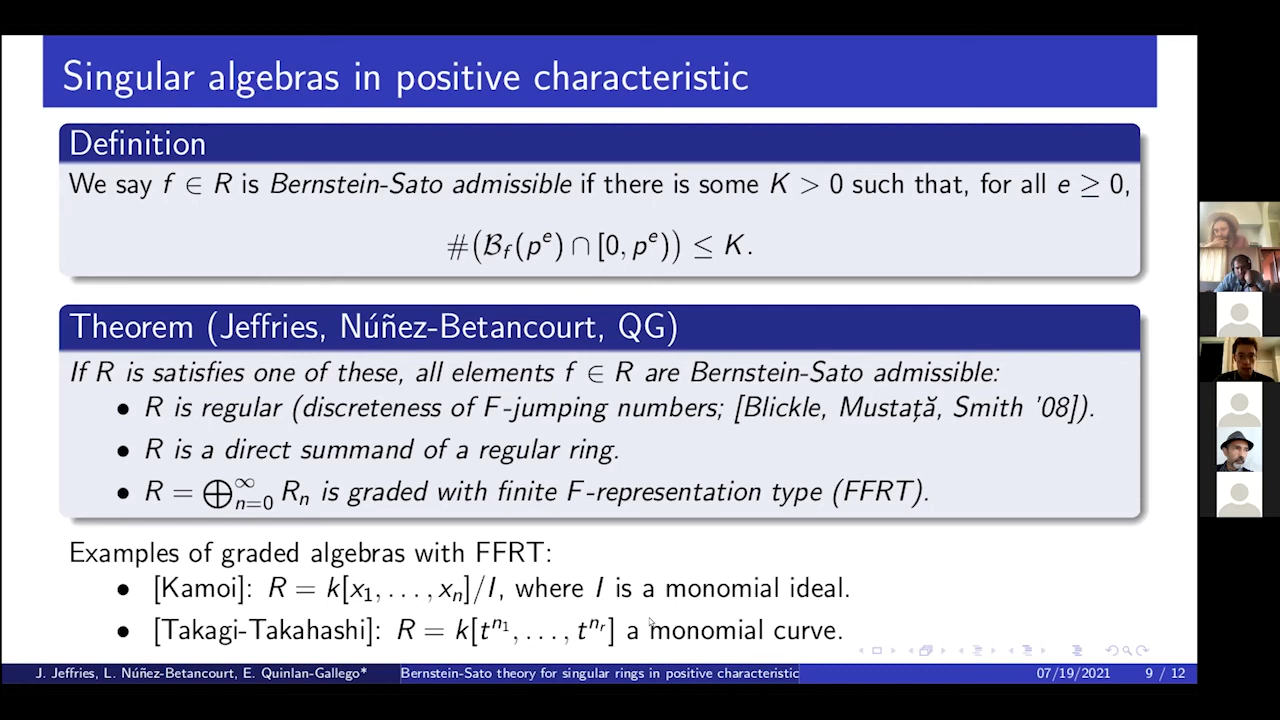 Singular algebras in positive characteristic
Definition
We say f ∈ R is Bernstein-Sato admissible if there is some K > 0 such that, for all e ≥ 0,
#(ℬ_f(p^e) ∩ [0, p^e)) ≤ K.
Theorem (Jeffries, Núñez-Betancourt, QG)
If R is satisfies one of these, all elements f ∈ R are Bernstein-Sato admissible:
• R is regular (discreteness of F-jumping numbers; [Blickle, Mustaţă, Smith '08]).
• R is a direct summand of a regular ring.
• R = ⊕_{n=0}^∞ R_n is graded with finite F-representation type (FFRT).
Examples of graded algebras with FFRT:
• [Kamoi]: R = k[x_1, . . . , x_n]/I, where I is a monomial ideal.
• [Takagi-Takahashi]: R = k[t^{n_1}, . . . , t^{n_r}] a monomial curve.
J. Jeffries, L. Núñez-Betancourt, E. Quinlan-Gallego* Bernstein-Sato theory for singular rings in positive characteristic 07/19/2021 9 / 12